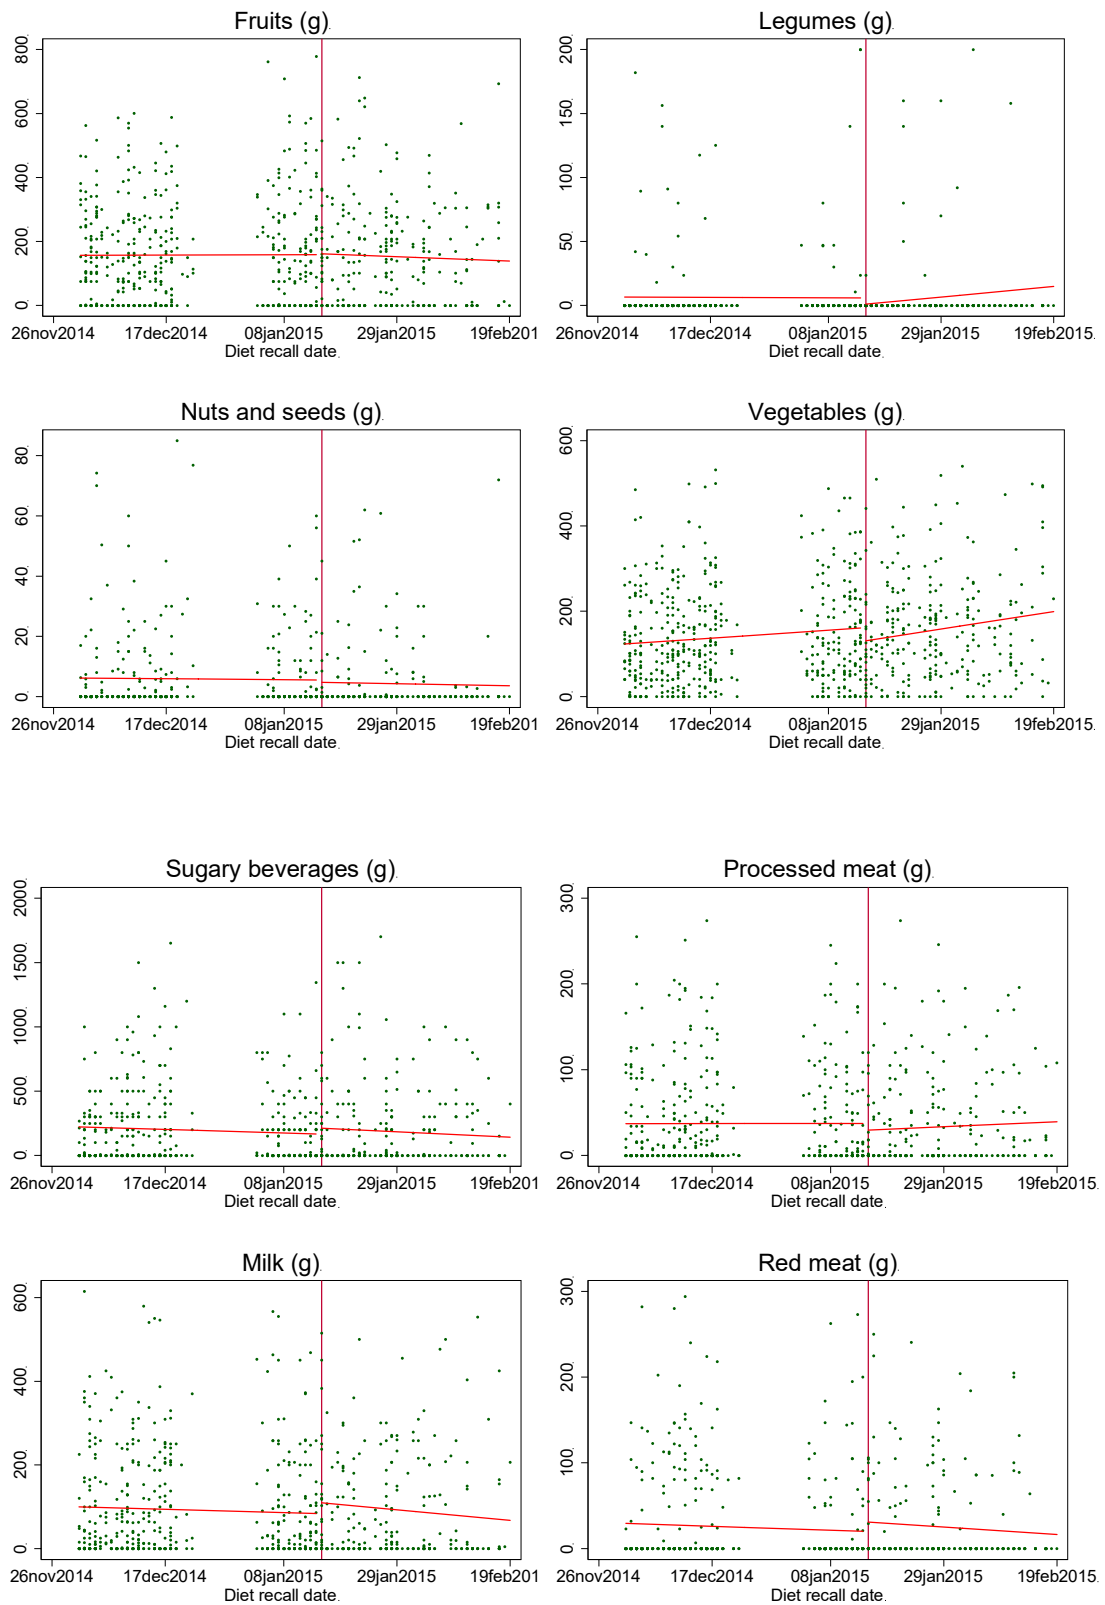 Fruits (g).
800.
600.
400.
200.
0.
26nov2014 17dec2014 08jan2015 29jan2015 19feb201
Diet recall date.
Legumes (g).
200.
150.
100.
50.
0.
26nov2014 17dec2014 08jan2015 29jan2015 19feb2015.
Diet recall date.
Nuts and seeds (g).
80.
60.
40.
20.
0.
26nov2014 17dec2014 08jan2015 29jan2015 19feb201
Diet recall date.
Vegetables (g).
600.
400.
200.
0.
26nov2014 17dec2014 08jan2015 29jan2015 19feb2015.
Diet recall date.
Sugary beverages (g).
2000.
1500.
1000.
500.
0.
26nov2014 17dec2014 08jan2015 29jan2015 19feb201
Diet recall date.
Processed meat (g).
300.
200.
100.
0.
26nov2014 17dec2014 08jan2015 29jan2015 19feb2015.
Diet recall date.
Milk (g).
600.
400.
200.
0.
26nov2014 17dec2014 08jan2015 29jan2015 19feb201
Diet recall date.
Red meat (g).
300.
200.
100.
0.
26nov2014 17dec2014 08jan2015 29jan2015 19feb2015.
Diet recall date.